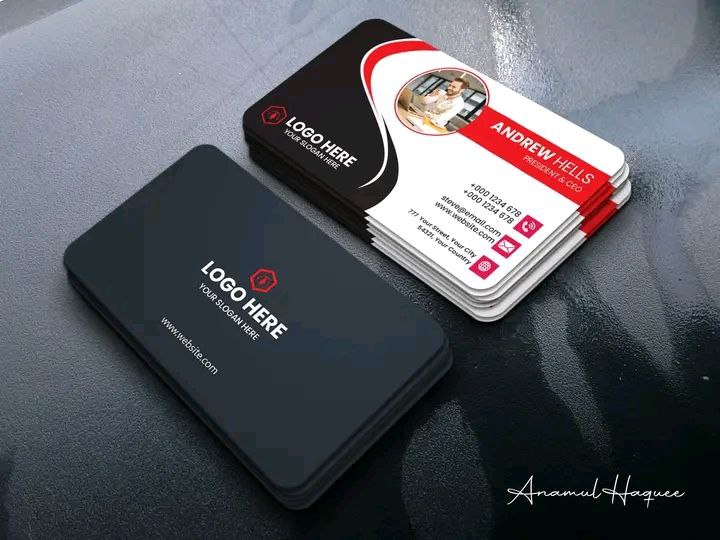 LOGO HERE
YOUR SLOGAN HERE
ANDREW HELLS
PRESIDENT & CEO
+000 1234 678
+000 1234 678
steve@email.com
www.website.com
777, Your Street, Your City
54321, Your Country
LOGO HERE
YOUR SLOGAN HERE
www.website.com
Anamul Haquee